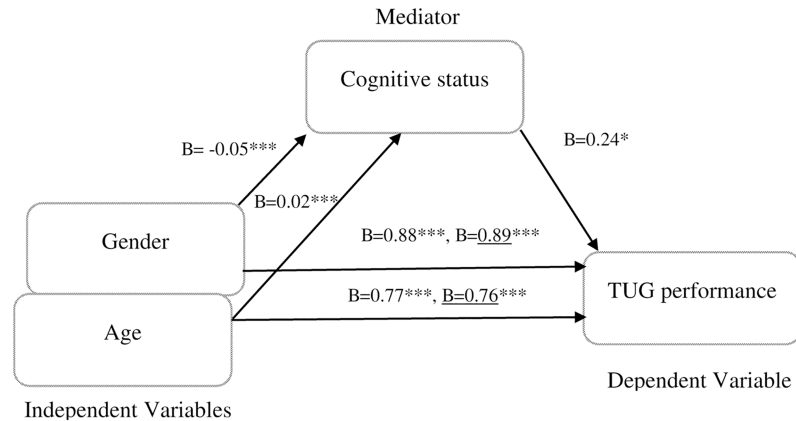 Mediator
Cognitive status
B= -0.05***
B=0.24*
B=0.02***
Gender
B=0.88***, B=0.89***
TUG performance
B=0.77***, B=0.76***
Age
Dependent Variable
Independent Variables